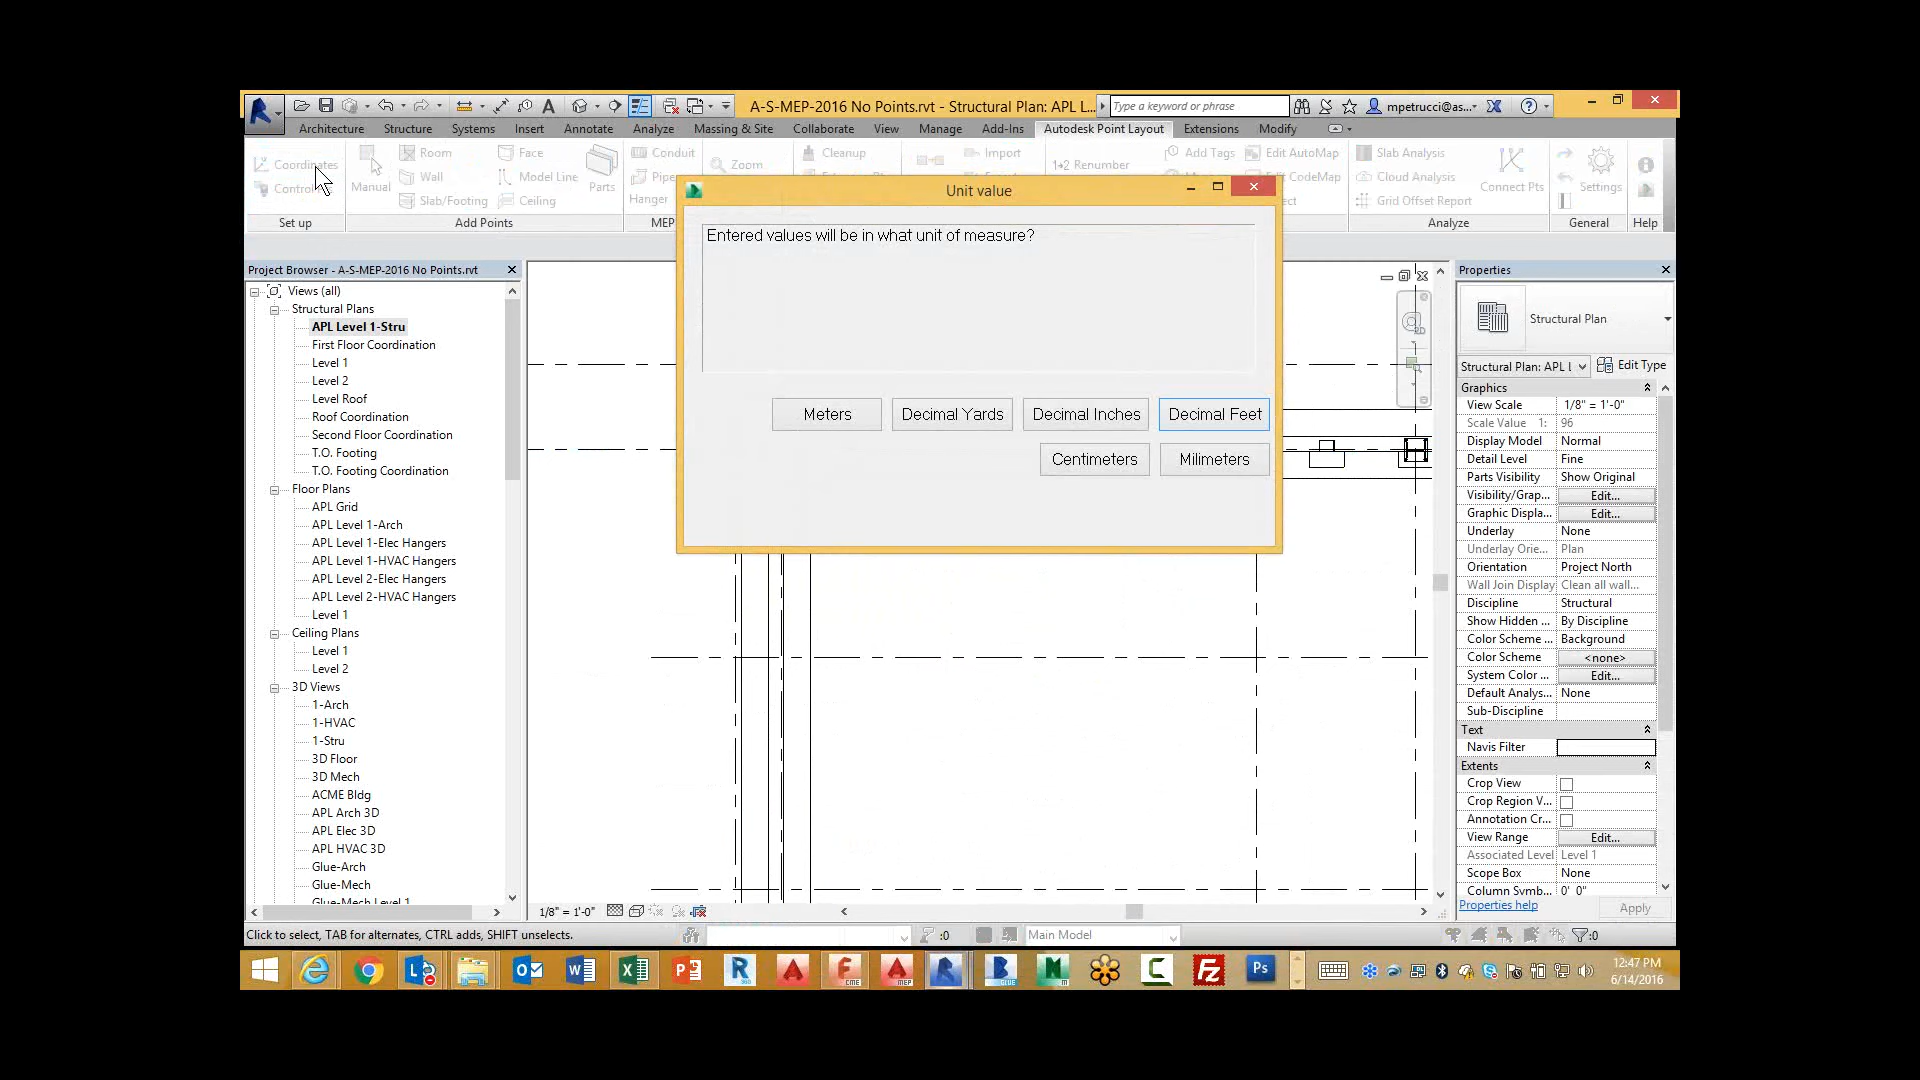 A-S-MEP-2016 No Points.rvt - Structural Plan: APL L...
Type a keyword or phrase
mpetrucci@as...
Architecture Structure Systems Insert Annotate Analyze Massing & Site Collaborate View Manage Add-Ins Autodesk Point Layout Extensions Modify
Coordinates
Control
Set up
Manual
Room
Wall
Slab/Footing
Face
Model Line
Ceiling
Parts
Add Points
Conduit
Pipe
Hanger
MEP
Zoom
Cleanup
Import
1→2 Renumber
Add Tags
Edit AutoMap
Edit CodeMap
Slab Analysis
Cloud Analysis
Grid Offset Report
Connect Pts
Analyze
Settings
General
Help
Unit value
Entered values will be in what unit of measure?
Meters
Decimal Yards
Decimal Inches
Decimal Feet
Centimeters
Milimeters
Project Browser - A-S-MEP-2016 No Points.rvt
Views (all)
Structural Plans
APL Level 1-Stru
First Floor Coordination
Level 1
Level 2
Level Roof
Roof Coordination
Second Floor Coordination
T.O. Footing
T.O. Footing Coordination
Floor Plans
APL Grid
APL Level 1-Arch
APL Level 1-Elec Hangers
APL Level 1-HVAC Hangers
APL Level 2-Elec Hangers
APL Level 2-HVAC Hangers
Level 1
Ceiling Plans
Level 1
Level 2
3D Views
1-Arch
1-HVAC
1-Stru
3D Floor
3D Mech
ACME Bldg
APL Arch 3D
APL Elec 3D
APL HVAC 3D
Glue-Arch
Glue-Mech
Glue-Mech Level 1
Properties
Structural Plan
Structural Plan: APL l
Edit Type
Graphics
View Scale 1/8" = 1'-0"
Scale Value 1: 96
Display Model Normal
Detail Level Fine
Parts Visibility Show Original
Visibility/Grap... Edit...
Graphic Displa... Edit...
Underlay None
Underlay Orie... Plan
Orientation Project North
Wall Join Display Clean all wall...
Discipline Structural
Show Hidden ... By Discipline
Color Scheme ... Background
Color Scheme <none>
System Color ... Edit...
Default Analys... None
Sub-Discipline
Text
Navis Filter
Extents
Crop View
Crop Region V...
Annotation Cr...
View Range Edit...
Associated Level Level 1
Scope Box None
Column Symb... 0' 0"
Properties help
Apply
1/8" = 1'-0"
Click to select, TAB for alternates, CTRL adds, SHIFT unselects.
:0
Main Model
:0
12:47 PM
6/14/2016